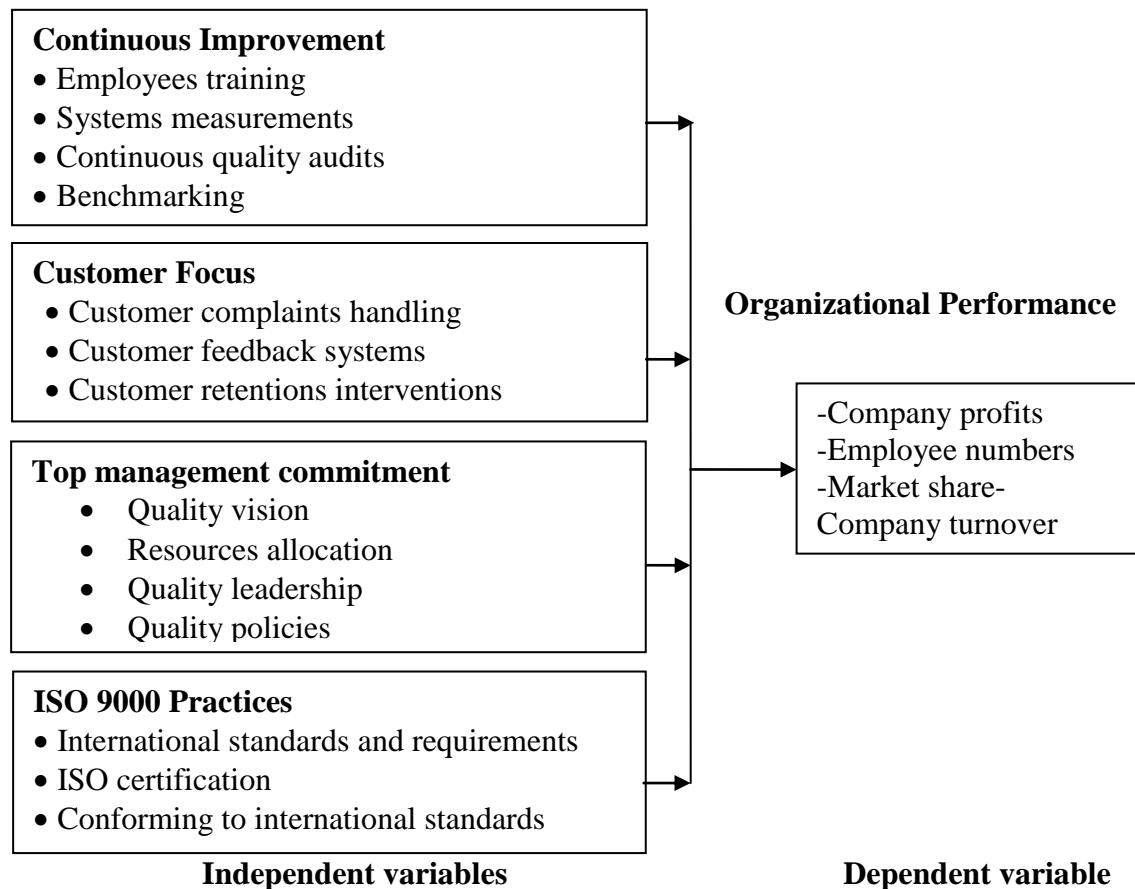 Continuous Improvement
• Employees training
• Systems measurements
• Continuous quality audits
• Benchmarking
Customer Focus
• Customer complaints handling
• Customer feedback systems
• Customer retentions interventions
Top management commitment
• Quality vision
• Resources allocation
• Quality leadership
• Quality policies
ISO 9000 Practices
• International standards and requirements
• ISO certification
• Conforming to international standards
Independent variables
Organizational Performance
-Company profits
-Employee numbers
-Market share-
Company turnover
Dependent variable